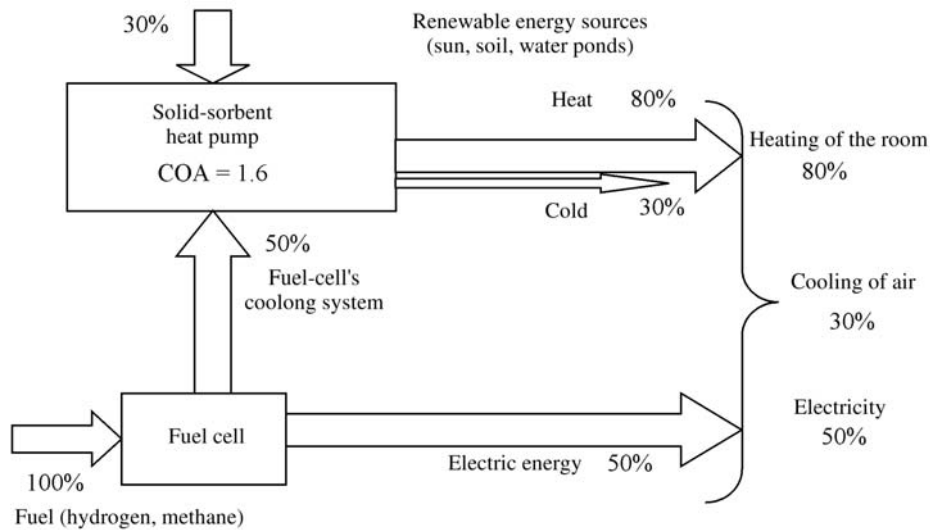 30%
Renewable energy sources
(sun, soil, water ponds)
Solid-sorbent
heat pump
COA = 1.6
Heat 80%
Heating of the room
80%
Cold 30%
50%
Fuel-cell's
coolong system
Cooling of air
30%
Fuel cell
Electricity
50%
Electric energy 50%
100%
Fuel (hydrogen, methane)